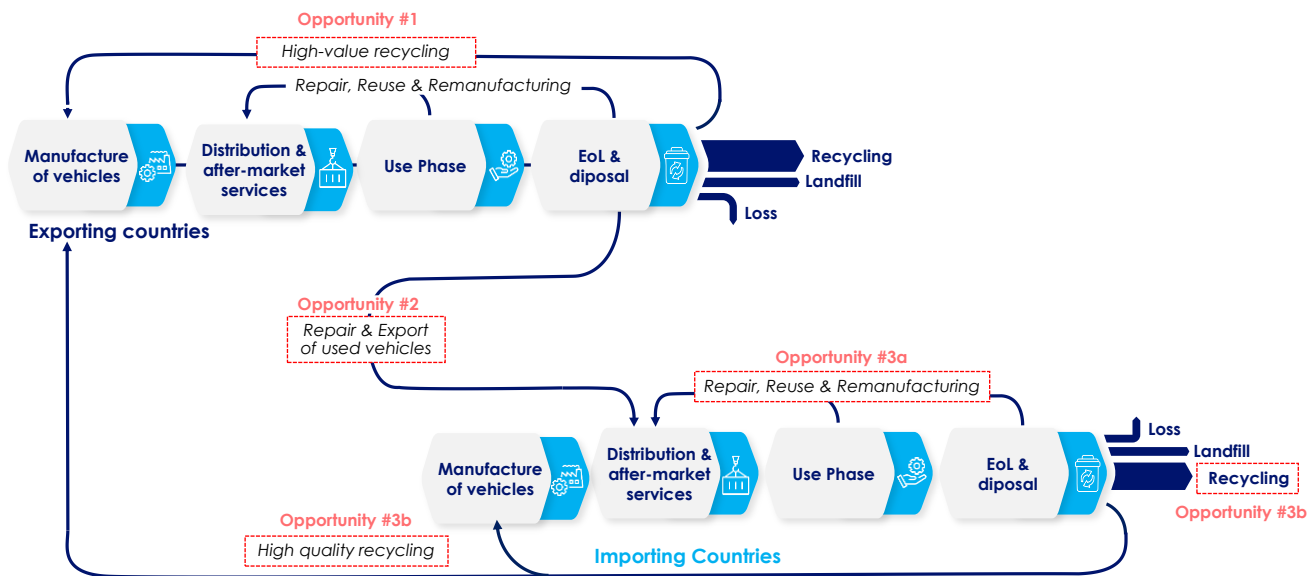 Opportunity #1
High-value recycling
Repair, Reuse & Remanufacturing
Manufacture
of vehicles
Distribution &
after-market
services
Use Phase
EoL &
diposal
Recycling
Landfill
Loss
Exporting countries
Opportunity #2
Repair & Export
of used vehicles
Opportunity #3a
Repair, Reuse & Remanufacturing
Manufacture
of vehicles
Distribution &
after-market
services
Use Phase
EoL &
diposal
Loss
Landfill
Recycling
Opportunity #3b
Opportunity #3b
High quality recycling
Importing Countries